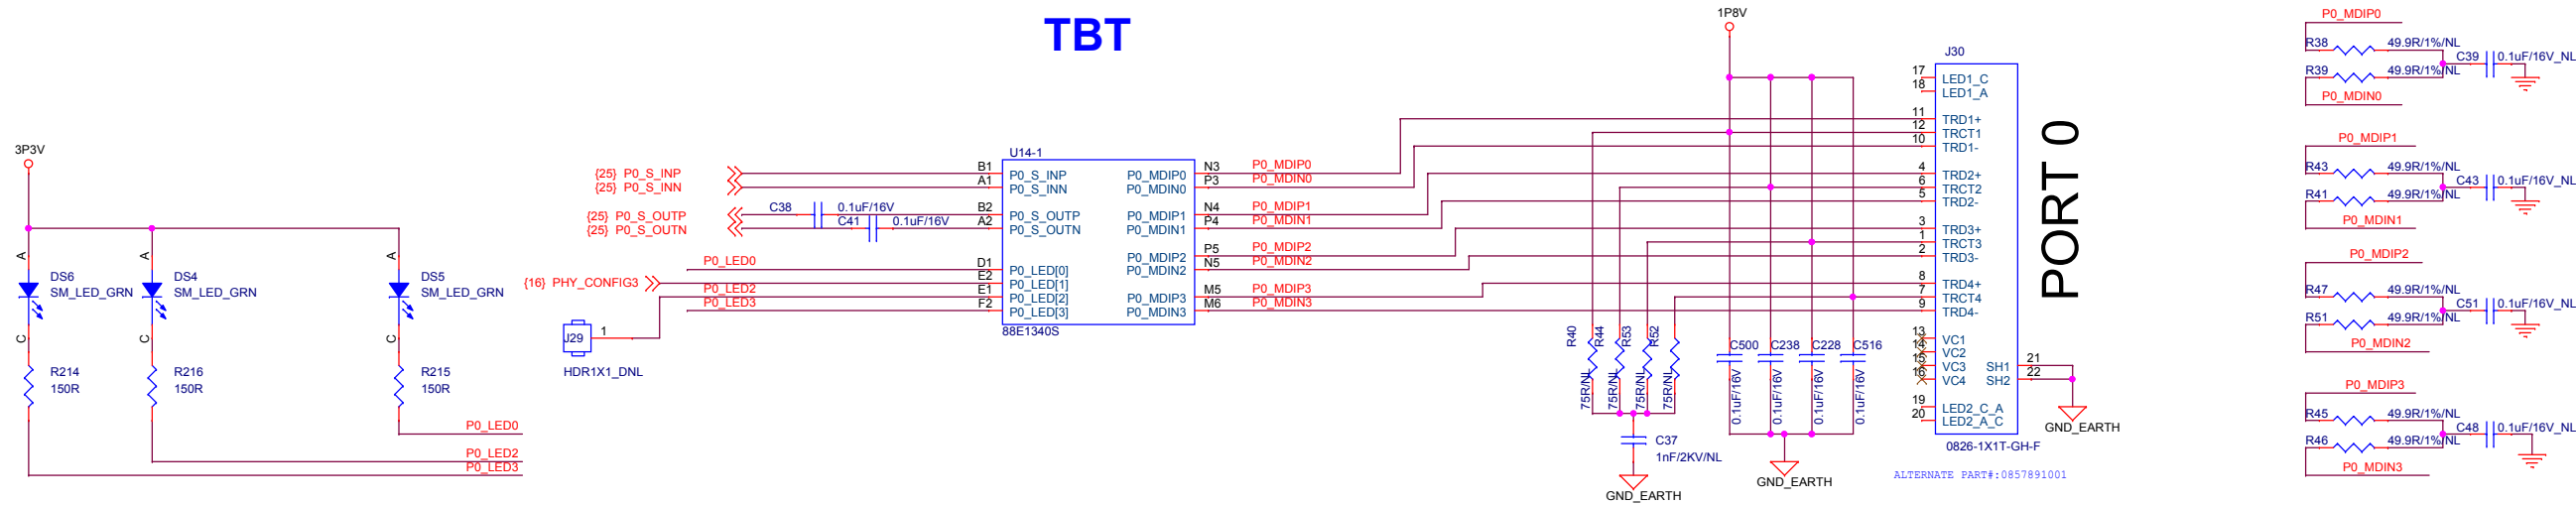 TBT
3P3V
A
DS6
SM_LED_GRN
C
R214
150R
A
DS4
SM_LED_GRN
C
R216
150R
A
DS5
SM_LED_GRN
C
R215
150R
P0_LED0
P0_LED2
P0_LED3
{25} P0_S_INP
{25} P0_S_INN
{25} P0_S_OUTP
{25} P0_S_OUTN
C38
0.1uF/16V
C41
0.1uF/16V
P0_LED0
{16} PHY_CONFIG3
P0_LED2
P0_LED3
J29
1
HDR1X1_DNL
U14-1
B1 P0_S_INP
A1 P0_S_INN
B2 P0_S_OUTP
A2 P0_S_OUTN
D1 P0_LED[0]
E2 P0_LED[1]
E1 P0_LED[2]
F2 P0_LED[3]
P0_MDIP0 N3 P0_MDIP0
P0_MDIN0 P3 P0_MDIN0
P0_MDIP1 N4 P0_MDIP1
P0_MDIN1 P4 P0_MDIN1
P0_MDIP2 P5 P0_MDIP2
P0_MDIN2 N5 P0_MDIN2
P0_MDIP3 M5 P0_MDIP3
P0_MDIN3 M6 P0_MDIN3
88E1340S
1P8V
R40
75R/NL
R44
75R/NL
R53
75R/NL
R52
75R/NL
C37
1nF/2KV/NL
GND_EARTH
C500
0.1uF/16V
C238
0.1uF/16V
C228
0.1uF/16V
C516
0.1uF/16V
GND_EARTH
J30
17 LED1_C
18 LED1_A
11 TRD1+
12 TRCT1
10 TRD1-
4 TRD2+
6 TRCT2
5 TRD2-
3 TRD3+
1 TRCT3
2 TRD3-
8 TRD4+
7 TRCT4
9 TRD4-
13 VC1
14 VC2
15 VC3
16 VC4
SH1 21
SH2 22
19 LED2_C_A
20 LED2_A_C
0826-1X1T-GH-F
ALTERNATE PART#:0857891001
GND_EARTH
PORT 0
P0_MDIP0
R38 49.9R/1%/NL
C39 0.1uF/16V_NL
R39 49.9R/1%/NL
P0_MDIN0
P0_MDIP1
R43 49.9R/1%/NL
C43 0.1uF/16V_NL
R41 49.9R/1%/NL
P0_MDIN1
P0_MDIP2
R47 49.9R/1%/NL
C51 0.1uF/16V_NL
R51 49.9R/1%/NL
P0_MDIN2
P0_MDIP3
R45 49.9R/1%/NL
C48 0.1uF/16V_NL
R46 49.9R/1%/NL
P0_MDIN3